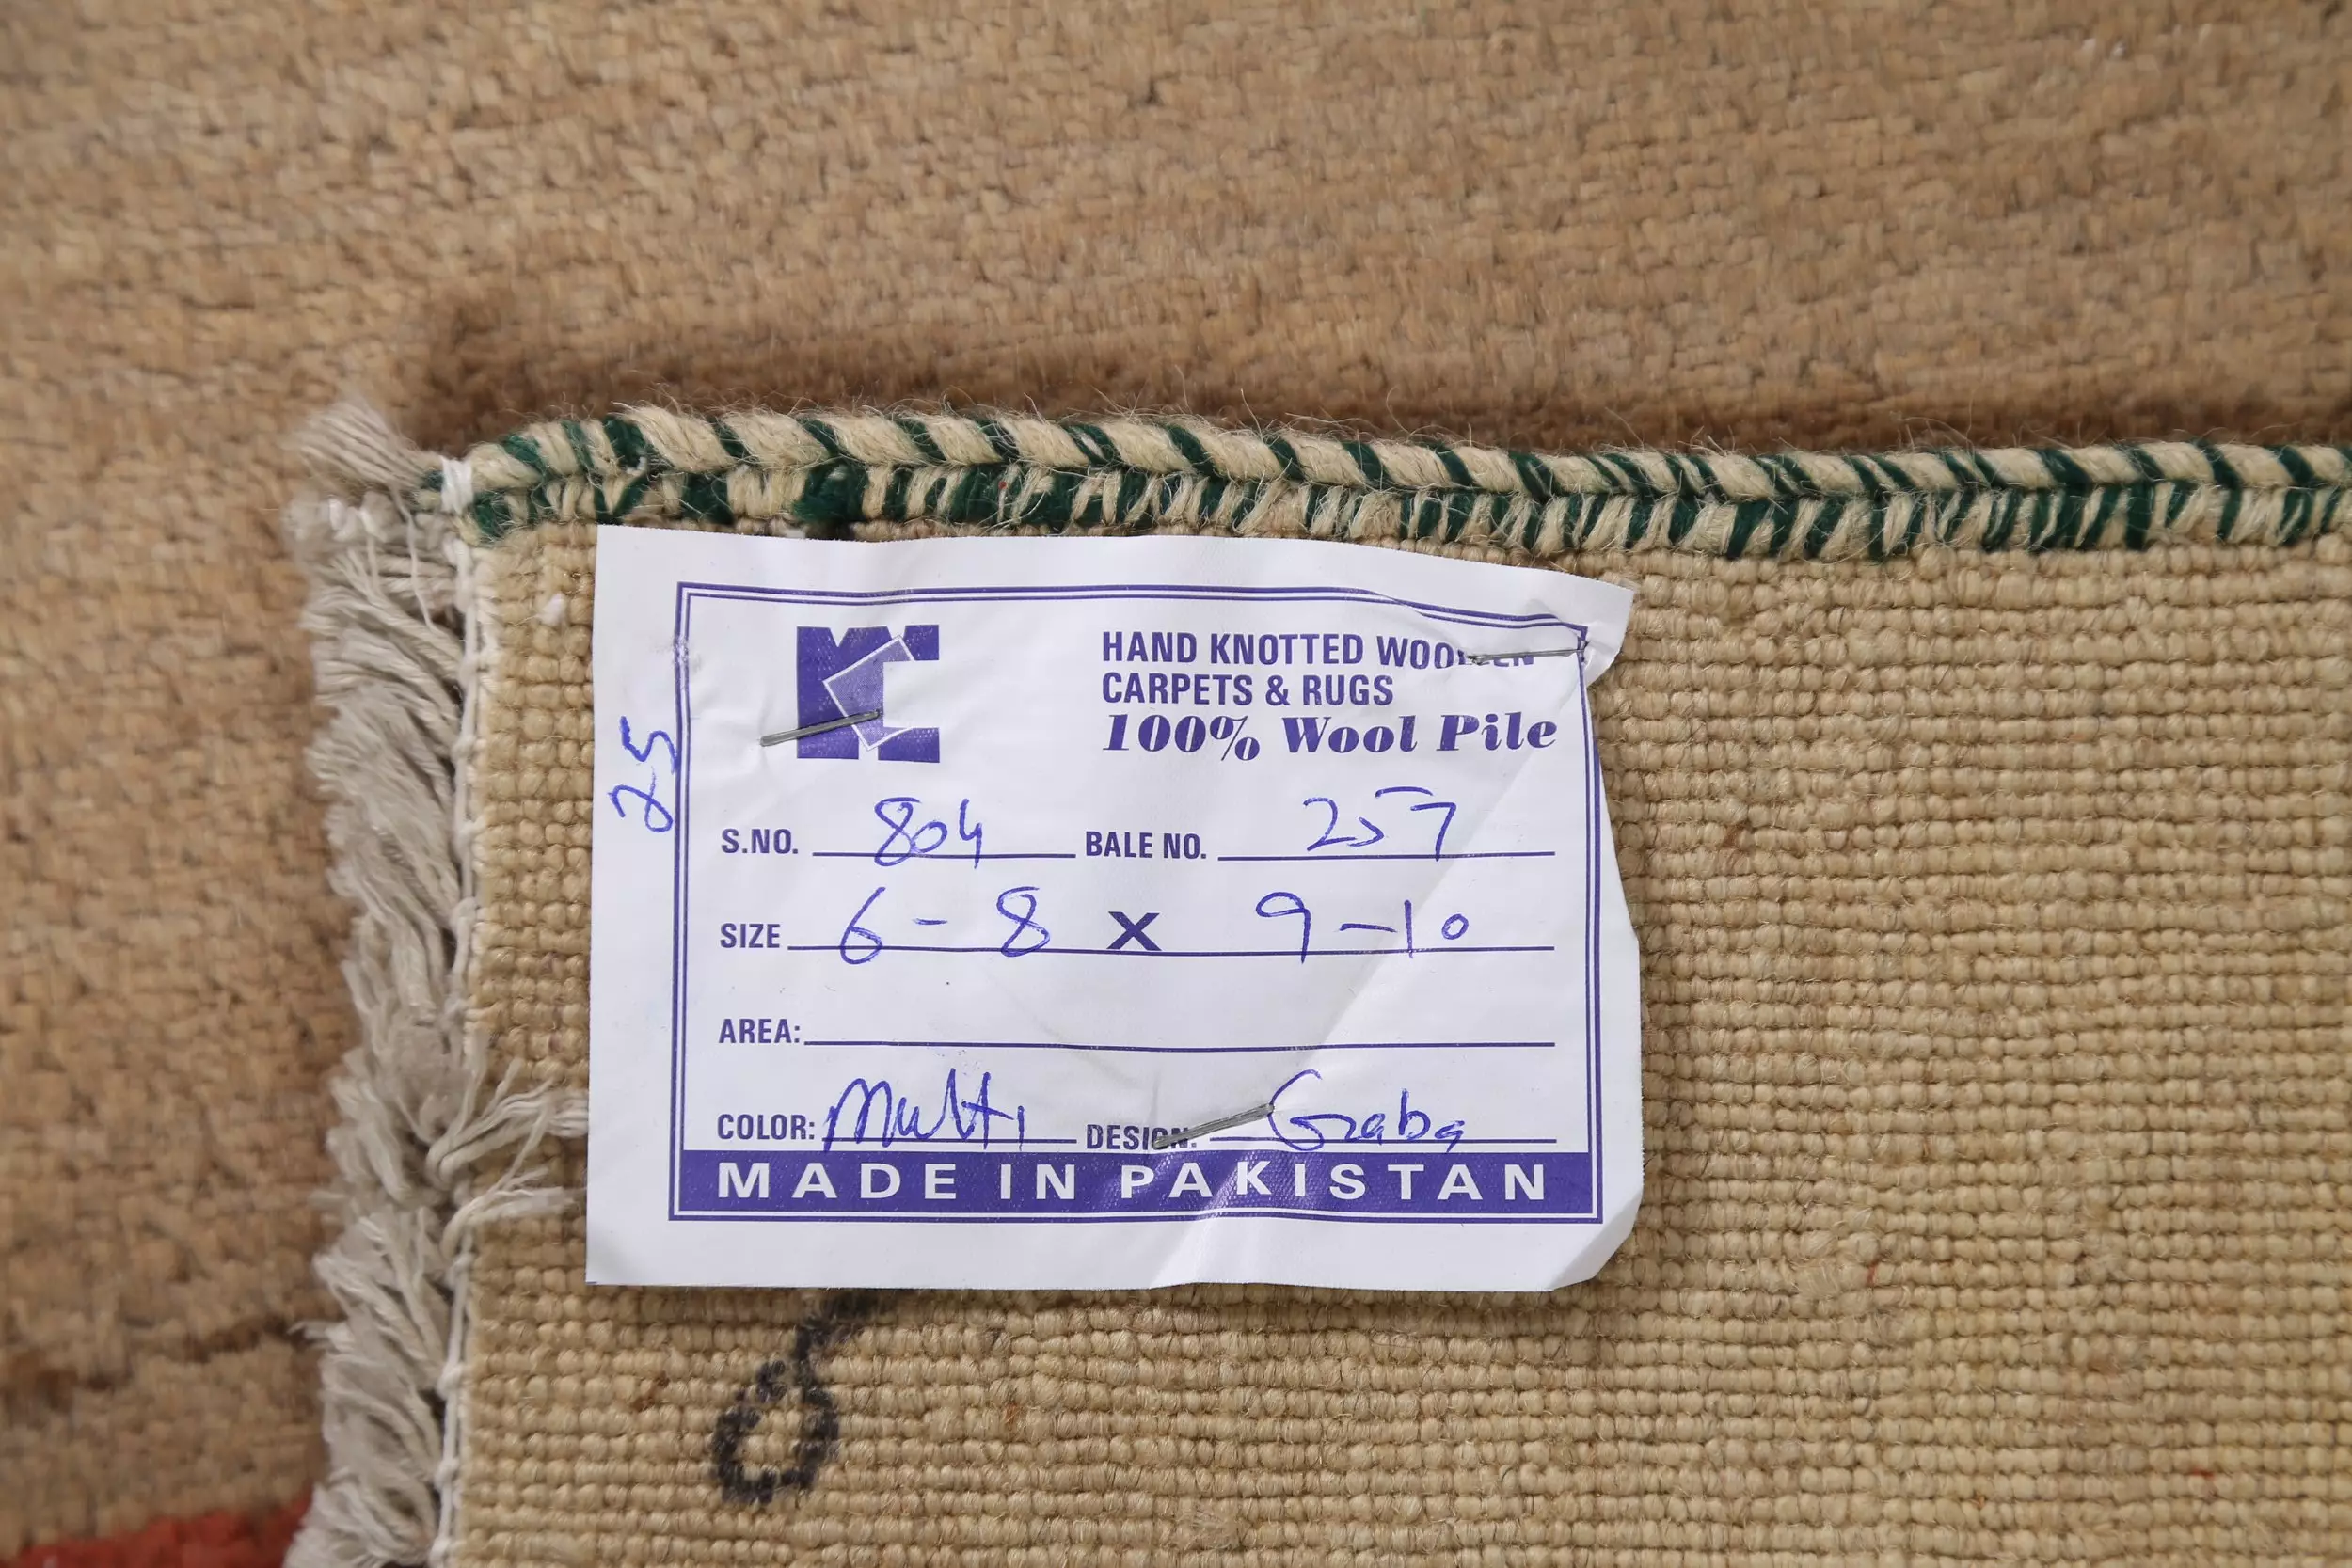 HAND KNOTTED WOOLLEN
CARPETS & RUGS
100% Wool Pile
25
S.NO. 804 BALE NO. 257
SIZE 6-8 X 9-10
AREA:
COLOR: Multi DESIGN: Gaba
MADE IN PAKISTAN